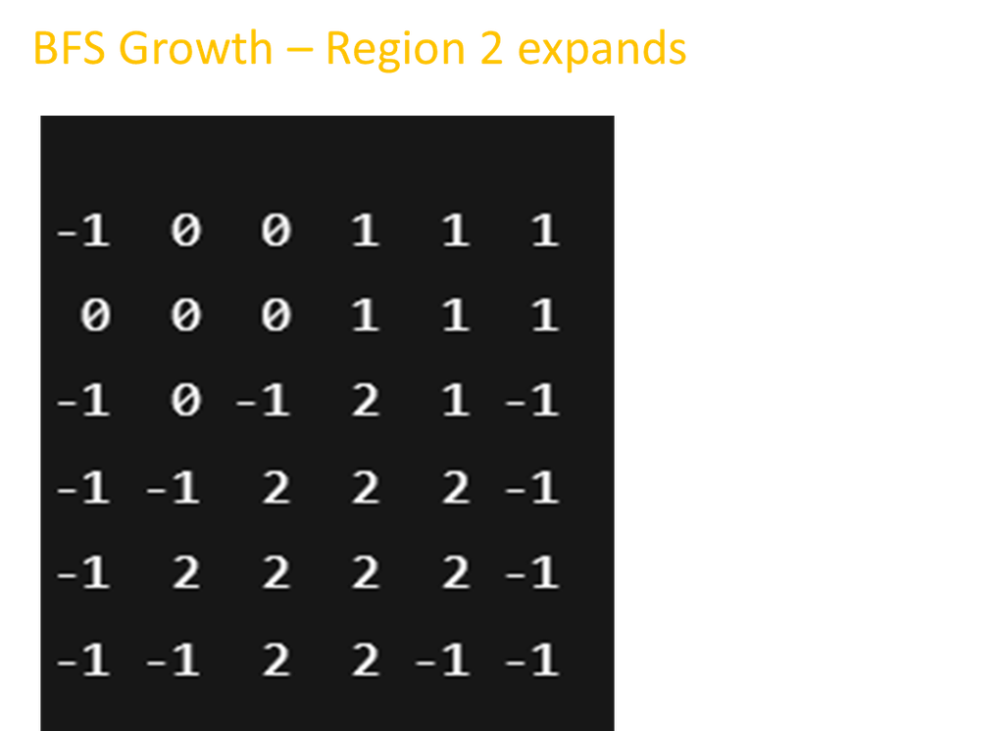 BFS Growth – Region 2 expands
-1 0 0 1 1 1
0 0 0 1 1 1
-1 0 -1 2 1 -1
-1 -1 2 2 2 -1
-1 2 2 2 2 -1
-1 -1 2 2 -1 -1